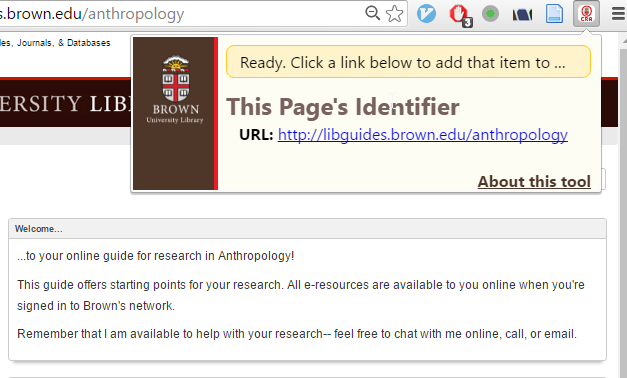 s.brown.edu/anthropology
3
CRA
les, Journals, & Databases
Ready. Click a link below to add that item to ...
VERSITY LIB
BROWN
University Library
This Page's Identifier
URL: http://libguides.brown.edu/anthropology
About this tool
Welcome...
...to your online guide for research in Anthropology!
This guide offers starting points for your research. All e-resources are available to you online when you're
signed in to Brown's network.
Remember that I am available to help with your research-- feel free to chat with me online, call, or email.